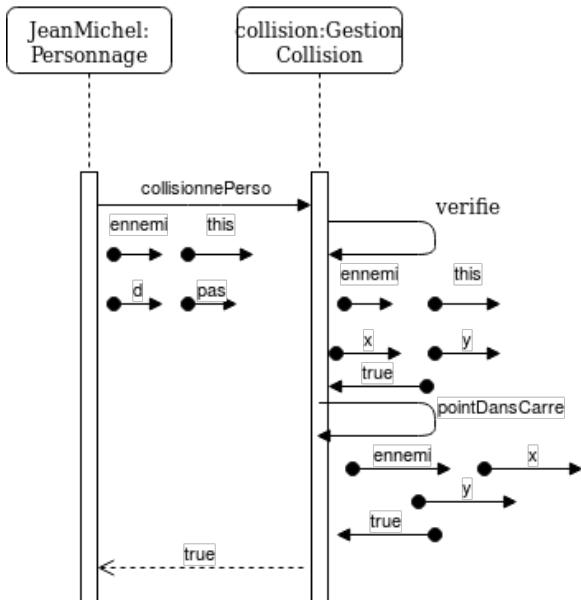 JeanMichel:
Personnage
collision:Gestion
Collision
collisionnePerso
verifie
ennemi this
ennemi this
d pas
x y
true
pointDansCarre
ennemi x
y
true
true